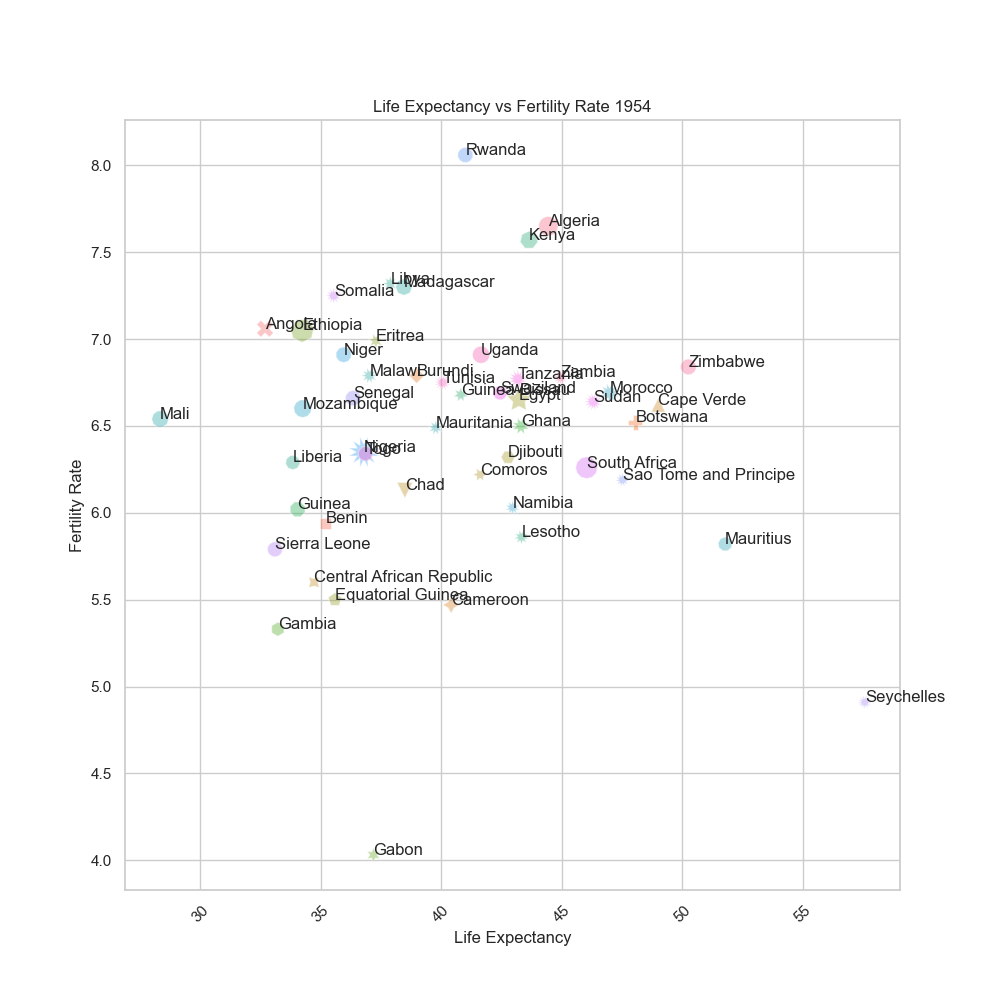 Life Expectancy vs Fertility Rate 1954
Rwanda
8.0
Algeria
Kenya
7.5
Libya
Madagascar
Somalia
Angola
Ethiopia
Eritrea
7.0
Niger
Uganda
Zimbabwe
Malawi
Burundi
Tunisia
Tanzania
Zambia
Senegal
Guinea-Bissau
Swaziland
Egypt
Morocco
Sudan
Cape Verde
Mozambique
Mali
6.5
Mauritania
Ghana
Botswana
Nigeria
Togo
Liberia
Djibouti
Comoros
South Africa
Sao Tome and Principe
Chad
Guinea
Namibia
6.0
Benin
Lesotho
Mauritius
Sierra Leone
Central African Republic
Equatorial Guinea
Cameroon
5.5
Gambia
5.0
Seychelles
4.5
Gabon
4.0
Fertility Rate
30
35
40
45
50
55
Life Expectancy